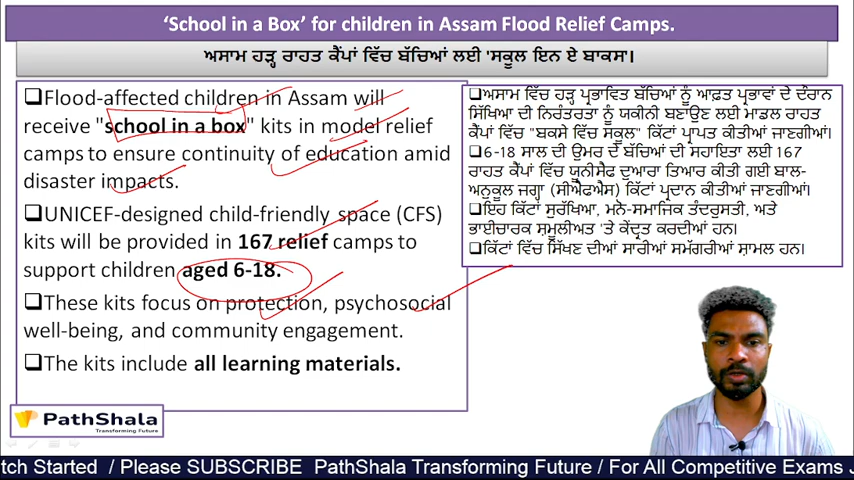 ‘School in a Box’ for children in Assam Flood Relief Camps.
ਅਸਾਮ ਹੜ੍ਹ ਰਾਹਤ ਕੈਂਪਾਂ ਵਿੱਚ ਬੱਚਿਆਂ ਲਈ 'ਸਕੂਲ ਇਨ ਏ ਬਾਕਸ'।
Flood-affected children in Assam will
receive "school in a box" kits in model relief
camps to ensure continuity of education amid
disaster impacts.
UNICEF-designed child-friendly space (CFS)
kits will be provided in 167 relief camps to
support children aged 6-18.
These kits focus on protection, psychosocial
well-being, and community engagement.
The kits include all learning materials.
ਅਸਾਮ ਵਿੱਚ ਹੜ੍ਹ ਪ੍ਰਭਾਵਿਤ ਬੱਚਿਆਂ ਨੂੰ ਆਫ਼ਤ ਪ੍ਰਭਾਵਾਂ ਦੇ ਦੌਰਾਨ
ਸਿੱਖਿਆ ਦੀ ਨਿਰੰਤਰਤਾ ਨੂੰ ਯਕੀਨੀ ਬਣਾਉਣ ਲਈ ਮਾਡਲ ਰਾਹਤ
ਕੈਂਪਾਂ ਵਿੱਚ "ਬਕਸੇ ਵਿੱਚ ਸਕੂਲ" ਕਿੱਟਾਂ ਪ੍ਰਾਪਤ ਕੀਤੀਆਂ ਜਾਣਗੀਆਂ।
6-18 ਸਾਲ ਦੀ ਉਮਰ ਦੇ ਬੱਚਿਆਂ ਦੀ ਸਹਾਇਤਾ ਲਈ 167
ਰਾਹਤ ਕੈਂਪਾਂ ਵਿੱਚ ਯੂਨੀਸੈਫ ਦੁਆਰਾ ਤਿਆਰ ਕੀਤੀ ਗਈ ਬਾਲ-
ਅਨੁਕੂਲ ਜਗ੍ਹਾ (ਸੀਐਫਐਸ) ਕਿੱਟਾਂ ਪ੍ਰਦਾਨ ਕੀਤੀਆਂ ਜਾਣਗੀਆਂ।
ਇਹ ਕਿੱਟਾਂ ਸੁਰੱਖਿਆ, ਮਨੋ-ਸਮਾਜਿਕ ਤੰਦਰੁਸਤੀ, ਅਤੇ
ਭਾਈਚਾਰਕ ਸ਼ਮੂਲੀਅਤ 'ਤੇ ਕੇਂਦ੍ਰਤ ਕਰਦੀਆਂ ਹਨ।
ਕਿੱਟਾਂ ਵਿੱਚ ਸਿੱਖਣ ਦੀਆਂ ਸਾਰੀਆਂ ਸਮੱਗਰੀਆਂ ਸ਼ਾਮਲ ਹਨ।
PathShala
Transforming Future
tch Started / Please SUBSCRIBE PathShala Transforming Future / For All Competitive Exams J